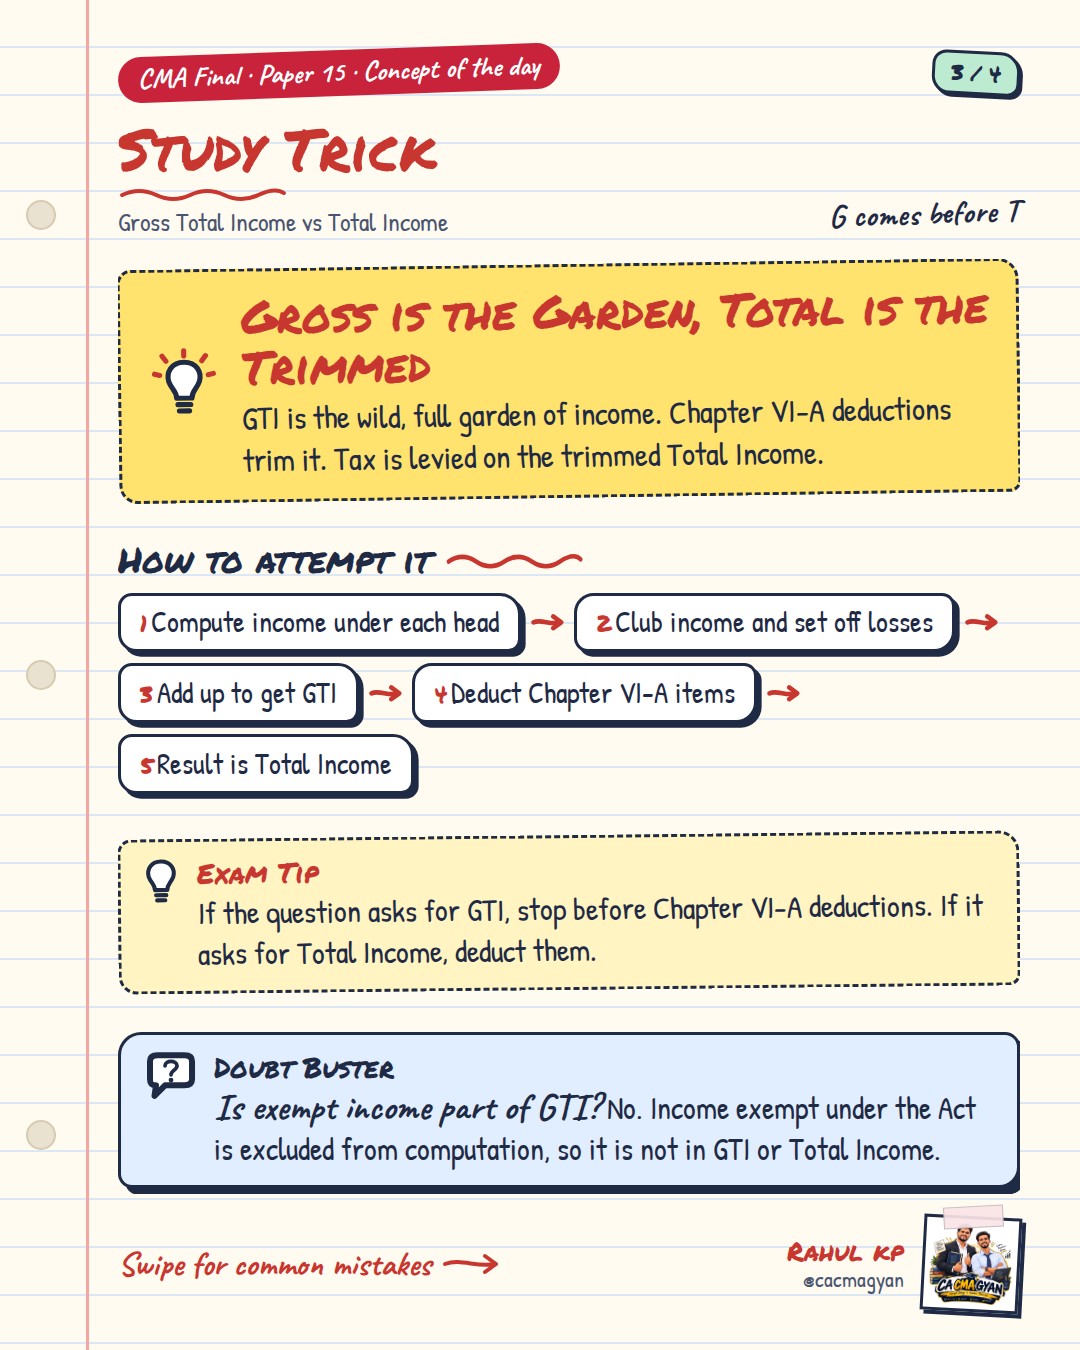 CMA Final · Paper 15 · Concept of the day
3 / 4
Study Trick
Gross Total Income vs Total Income
G comes before T
Gross is the Garden, Total is the
Trimmed
GTI is the wild, full garden of income. Chapter VI-A deductions
trim it. Tax is levied on the trimmed Total Income.
How to attempt it
1 Compute income under each head
2 Club income and set off losses
3 Add up to get GTI
4 Deduct Chapter VI-A items
5 Result is Total Income
Exam Tip
If the question asks for GTI, stop before Chapter VI-A deductions. If it
asks for Total Income, deduct them.
Doubt Buster
Is exempt income part of GTI? No. Income exempt under the Act
is excluded from computation, so it is not in GTI or Total Income.
Swipe for common mistakes
Rahul KP
@cacmagyan
CA CMA GYAN